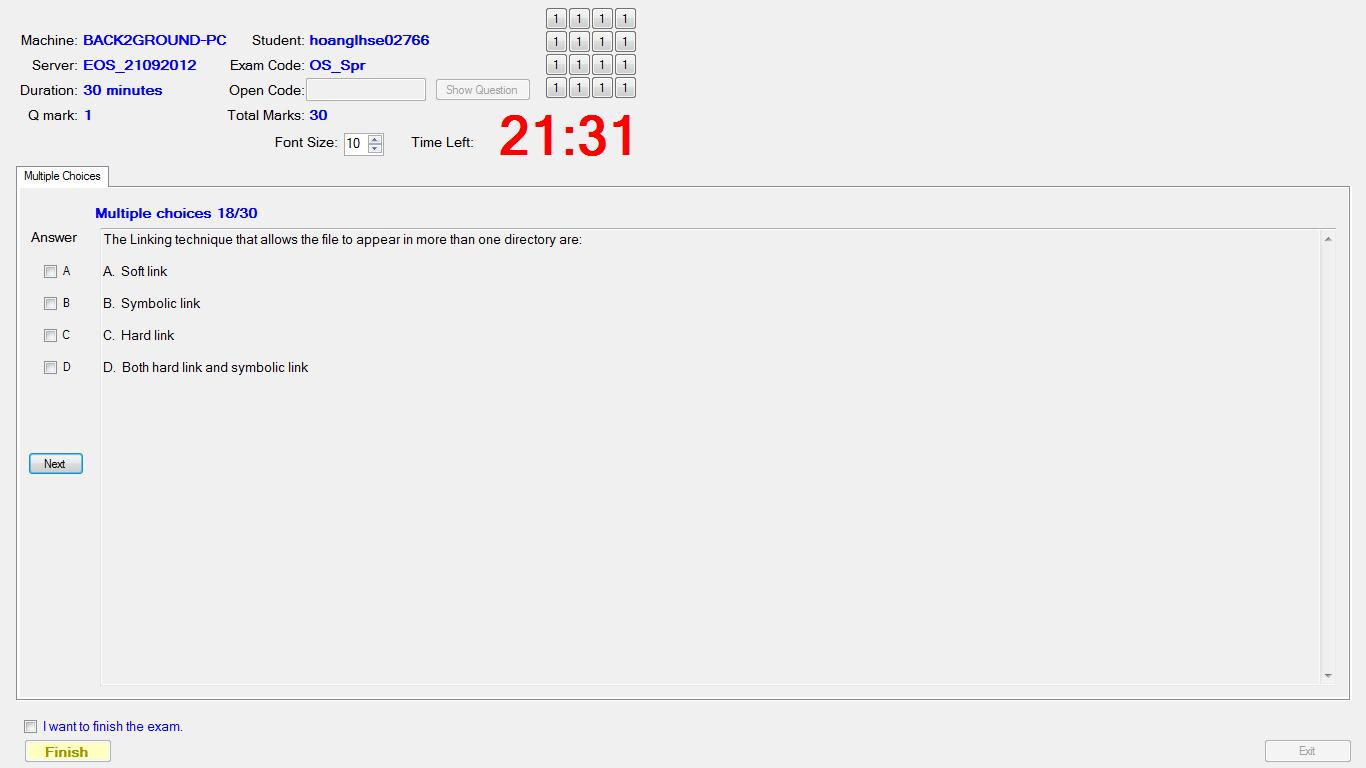 Machine: BACK2GROUND-PC Student: hoanglhse02766
Server: EOS_21092012 Exam Code: OS_Spr
Duration: 30 minutes Open Code: Show Question
Q mark: 1 Total Marks: 30
Font Size: 10 Time Left: 21:31
1 1 1 1
1 1 1 1
1 1 1 1
1 1 1 1
Multiple Choices
Multiple choices 18/30
Answer
The Linking technique that allows the file to appear in more than one directory are:
A A. Soft link
B B. Symbolic link
C C. Hard link
D D. Both hard link and symbolic link
Next
I want to finish the exam.
Finish
Exit